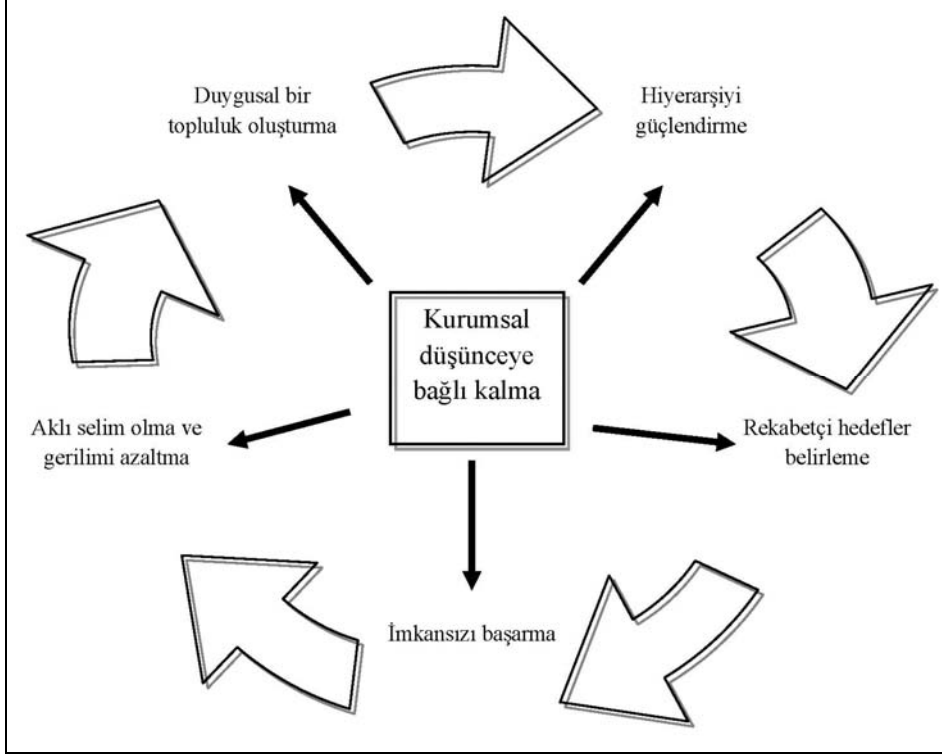 Duygusal bir
topluluk oluşturma
Hiyerarşiyi
güçlendirme
Kurumsal
düşünceye
bağlı kalma
Aklı selim olma ve
gerilimi azaltma
Rekabetçi hedefler
belirleme
İmkansızı başarma